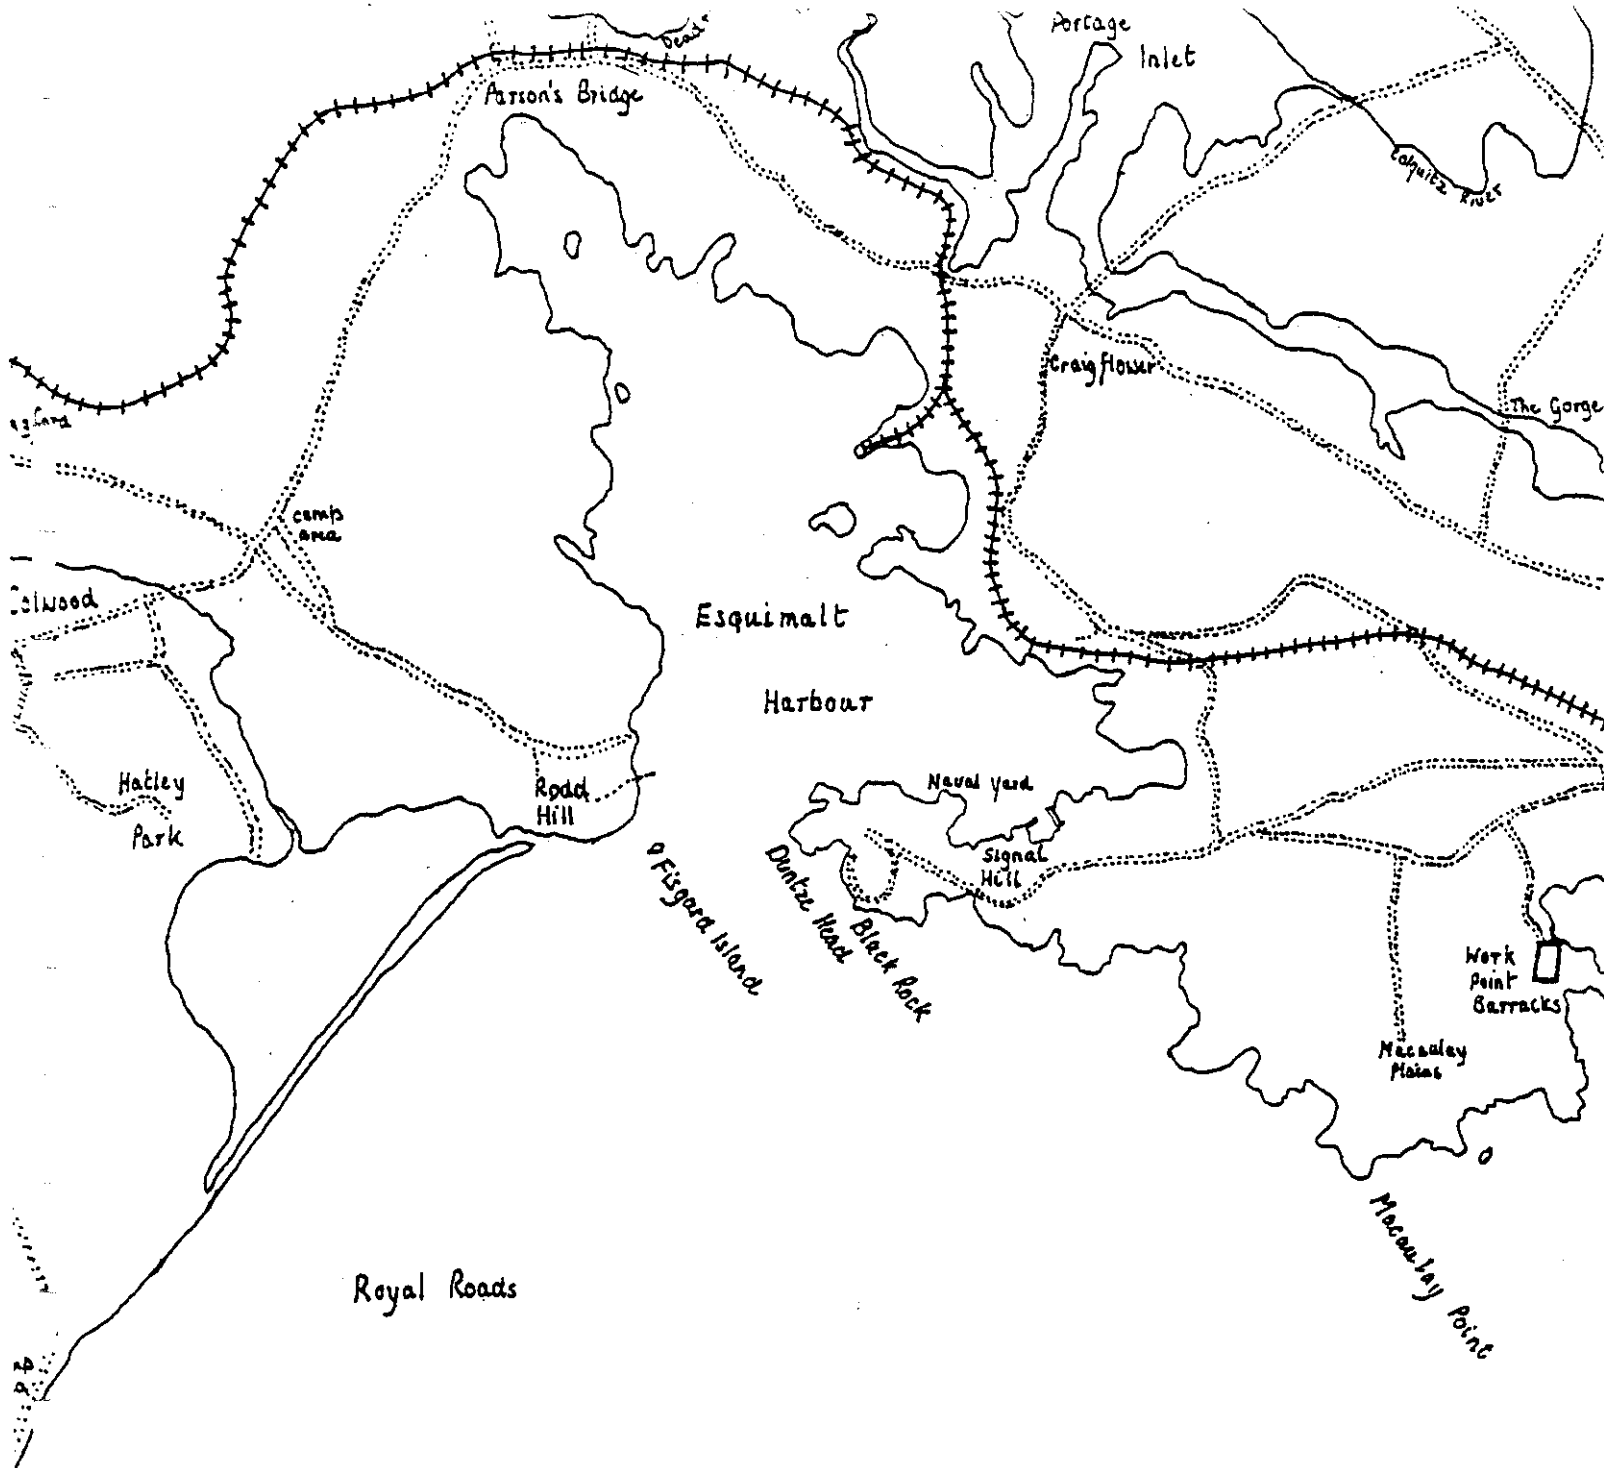 Portage
Inlet
Dead
Parson's Bridge
Colquitz
River
Craigflower
The Gorge
camp
area
Esquimalt
Harbour
Hatley
Park
Rodd
Hill
Naval Yard
Signal
Hill
Fisgard Island
Duntze Head
Black Rock
Work
Point
Barracks
Macaulay
Plains
Macaulay Point
Royal Roads